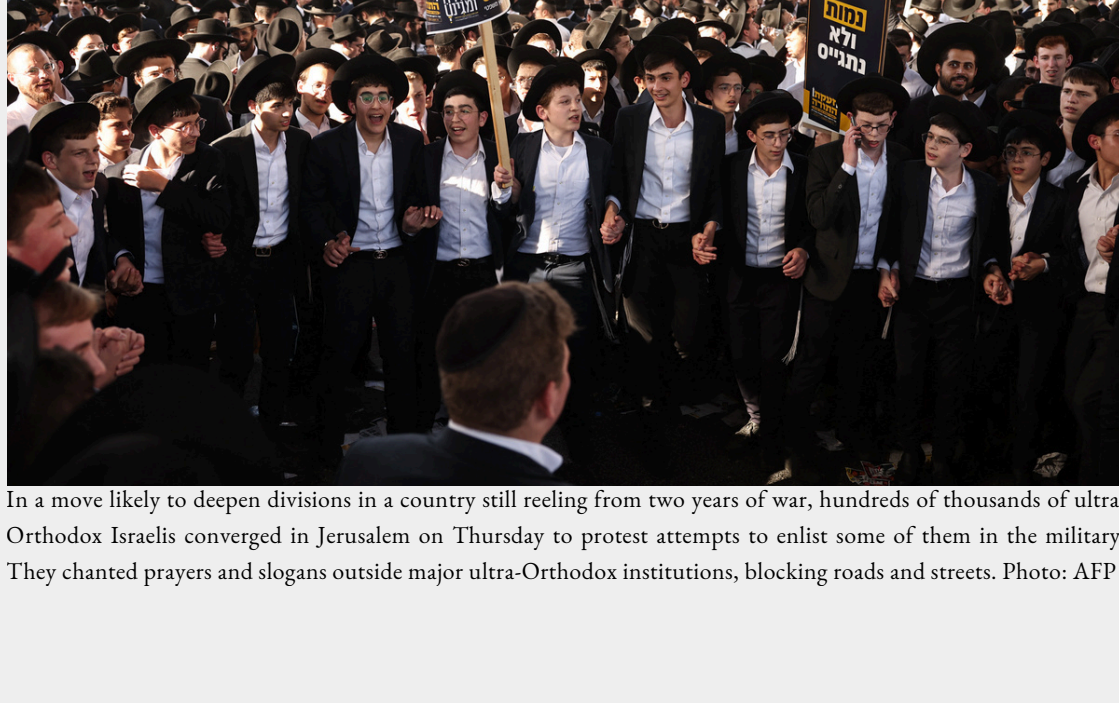 נמות
ולא
נתגייס
In a move likely to deepen divisions in a country still reeling from two years of war, hundreds of thousands of ultra
Orthodox Israelis converged in Jerusalem on Thursday to protest attempts to enlist some of them in the military
They chanted prayers and slogans outside major ultra-Orthodox institutions, blocking roads and streets. Photo: AFP